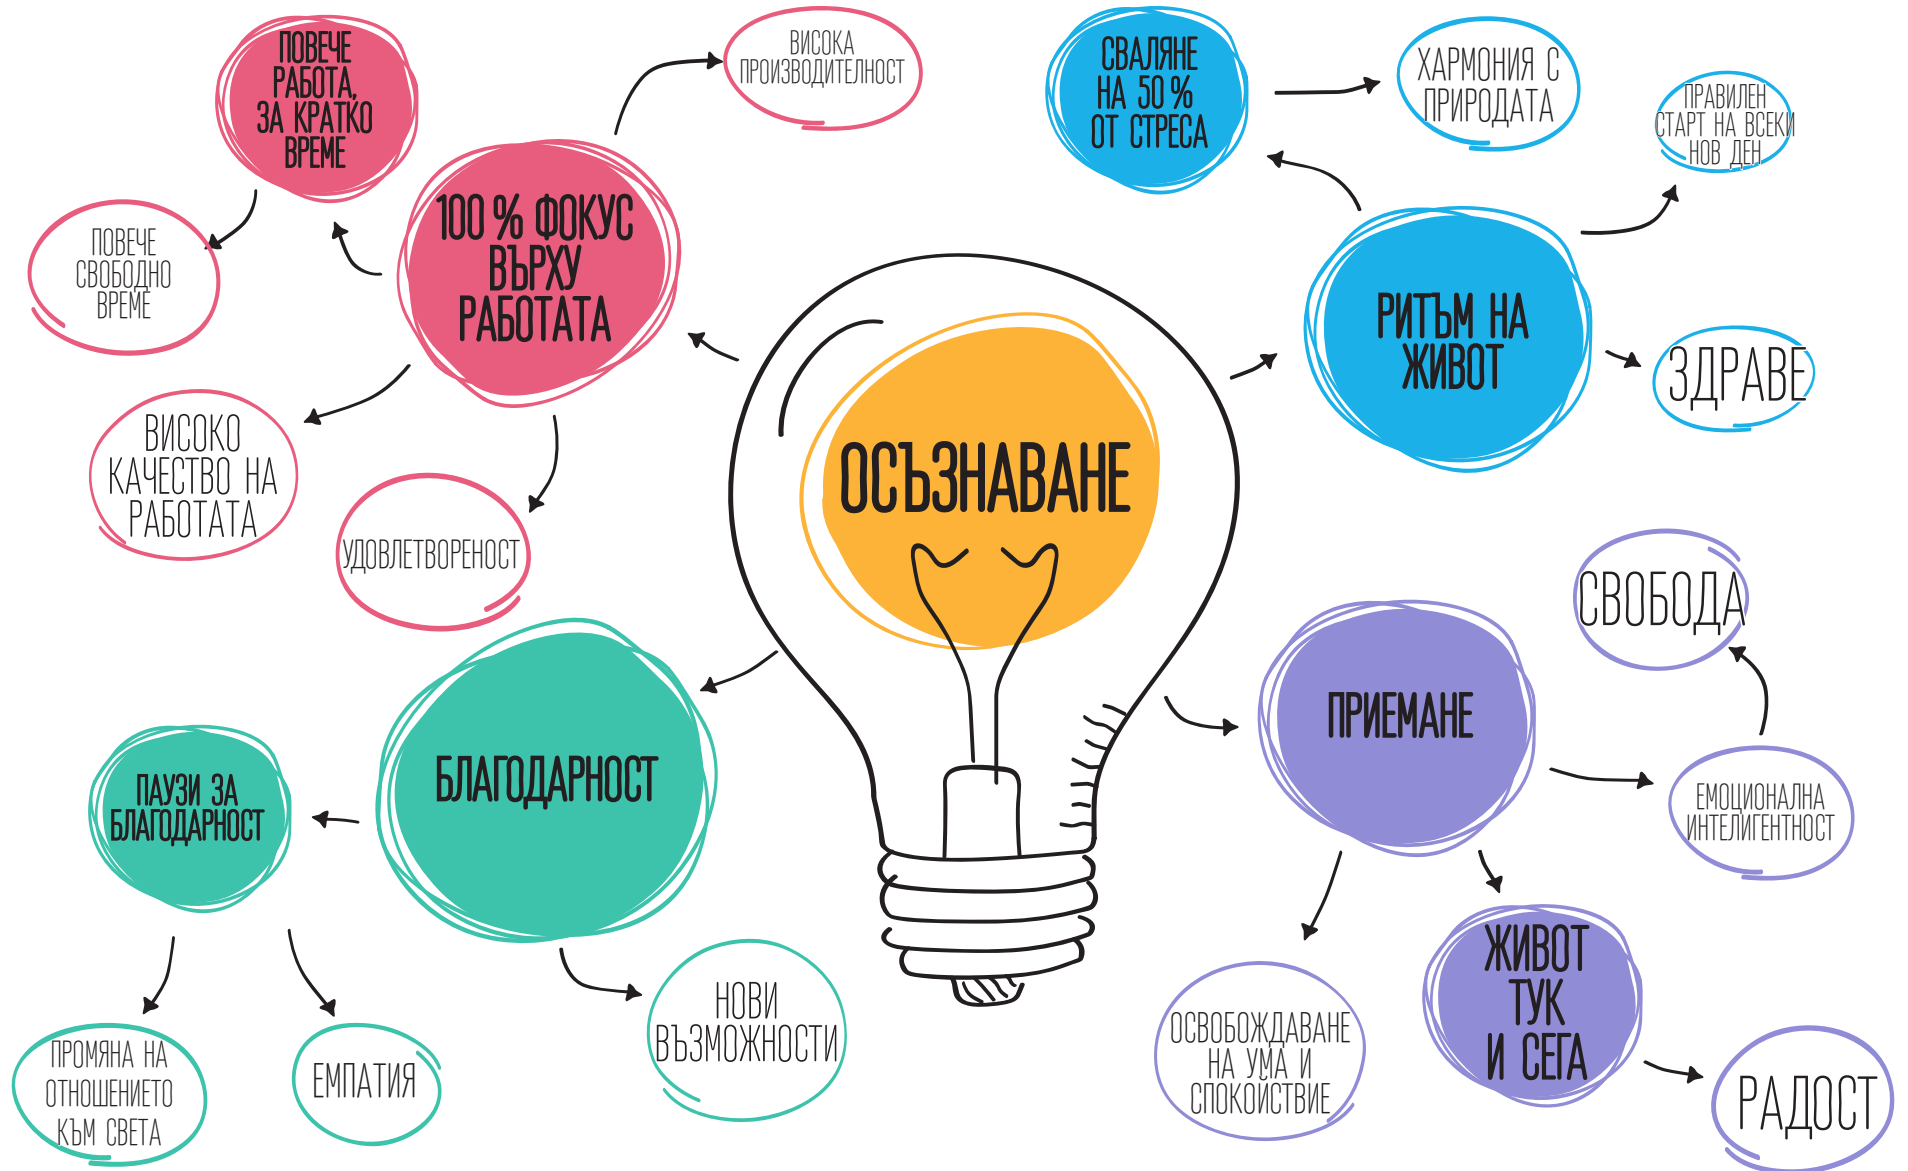 ПОВЕЧЕ
РАБОТА,
ЗА КРАТКО
ВРЕМЕ
ВИСОКА
ПРОИЗВОДИТЕЛНОСТ
СВАЛЯНЕ
НА 50 %
ОТ СТРЕСА
ХАРМОНИЯ С
ПРИРОДАТА
ПРАВИЛЕН
СТАРТ НА ВСЕКИ
НОВ ДЕН
ПОВЕЧЕ
СВОБОДНО
ВРЕМЕ
100 % ФОКУС
ВЪРХУ
РАБОТАТА
РИТЪМ НА
ЖИВОТ
ЗДРАВЕ
ВИСОКО
КАЧЕСТВО НА
РАБОТАТА
УДОВЛЕТВОРЕНОСТ
ОСЪЗНАВАНЕ
СВОБОДА
ПРИЕМАНЕ
БЛАГОДАРНОСТ
ПАУЗИ ЗА
БЛАГОДАРНОСТ
ЕМОЦИОНАЛНА
ИНТЕЛИГЕНТНОСТ
ЖИВОТ
ТУК
И СЕГА
НОВИ
ВЪЗМОЖНОСТИ
ОСВОБОЖДАВАНЕ
НА УМА И
СПОКОЙСТВИЕ
ПРОМЯНА НА
ОТНОШЕНИЕТО
КЪМ СВЕТА
ЕМПАТИЯ
РАДОСТ